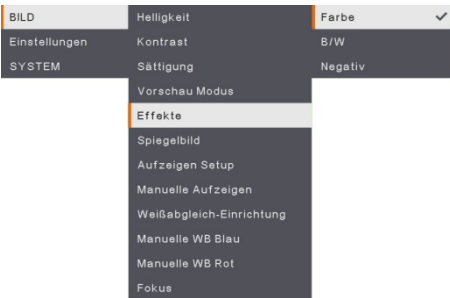 BILD
Einstellungen
SYSTEM
Helligkeit
Kontrast
Sättigung
Vorschau Modus
Effekte
Spiegelbild
Aufzeigen Setup
Manuelle Aufzeigen
Weißabgleich-Einrichtung
Manuelle WB Blau
Manuelle WB Rot
Fokus
Farbe
B/W
Negativ